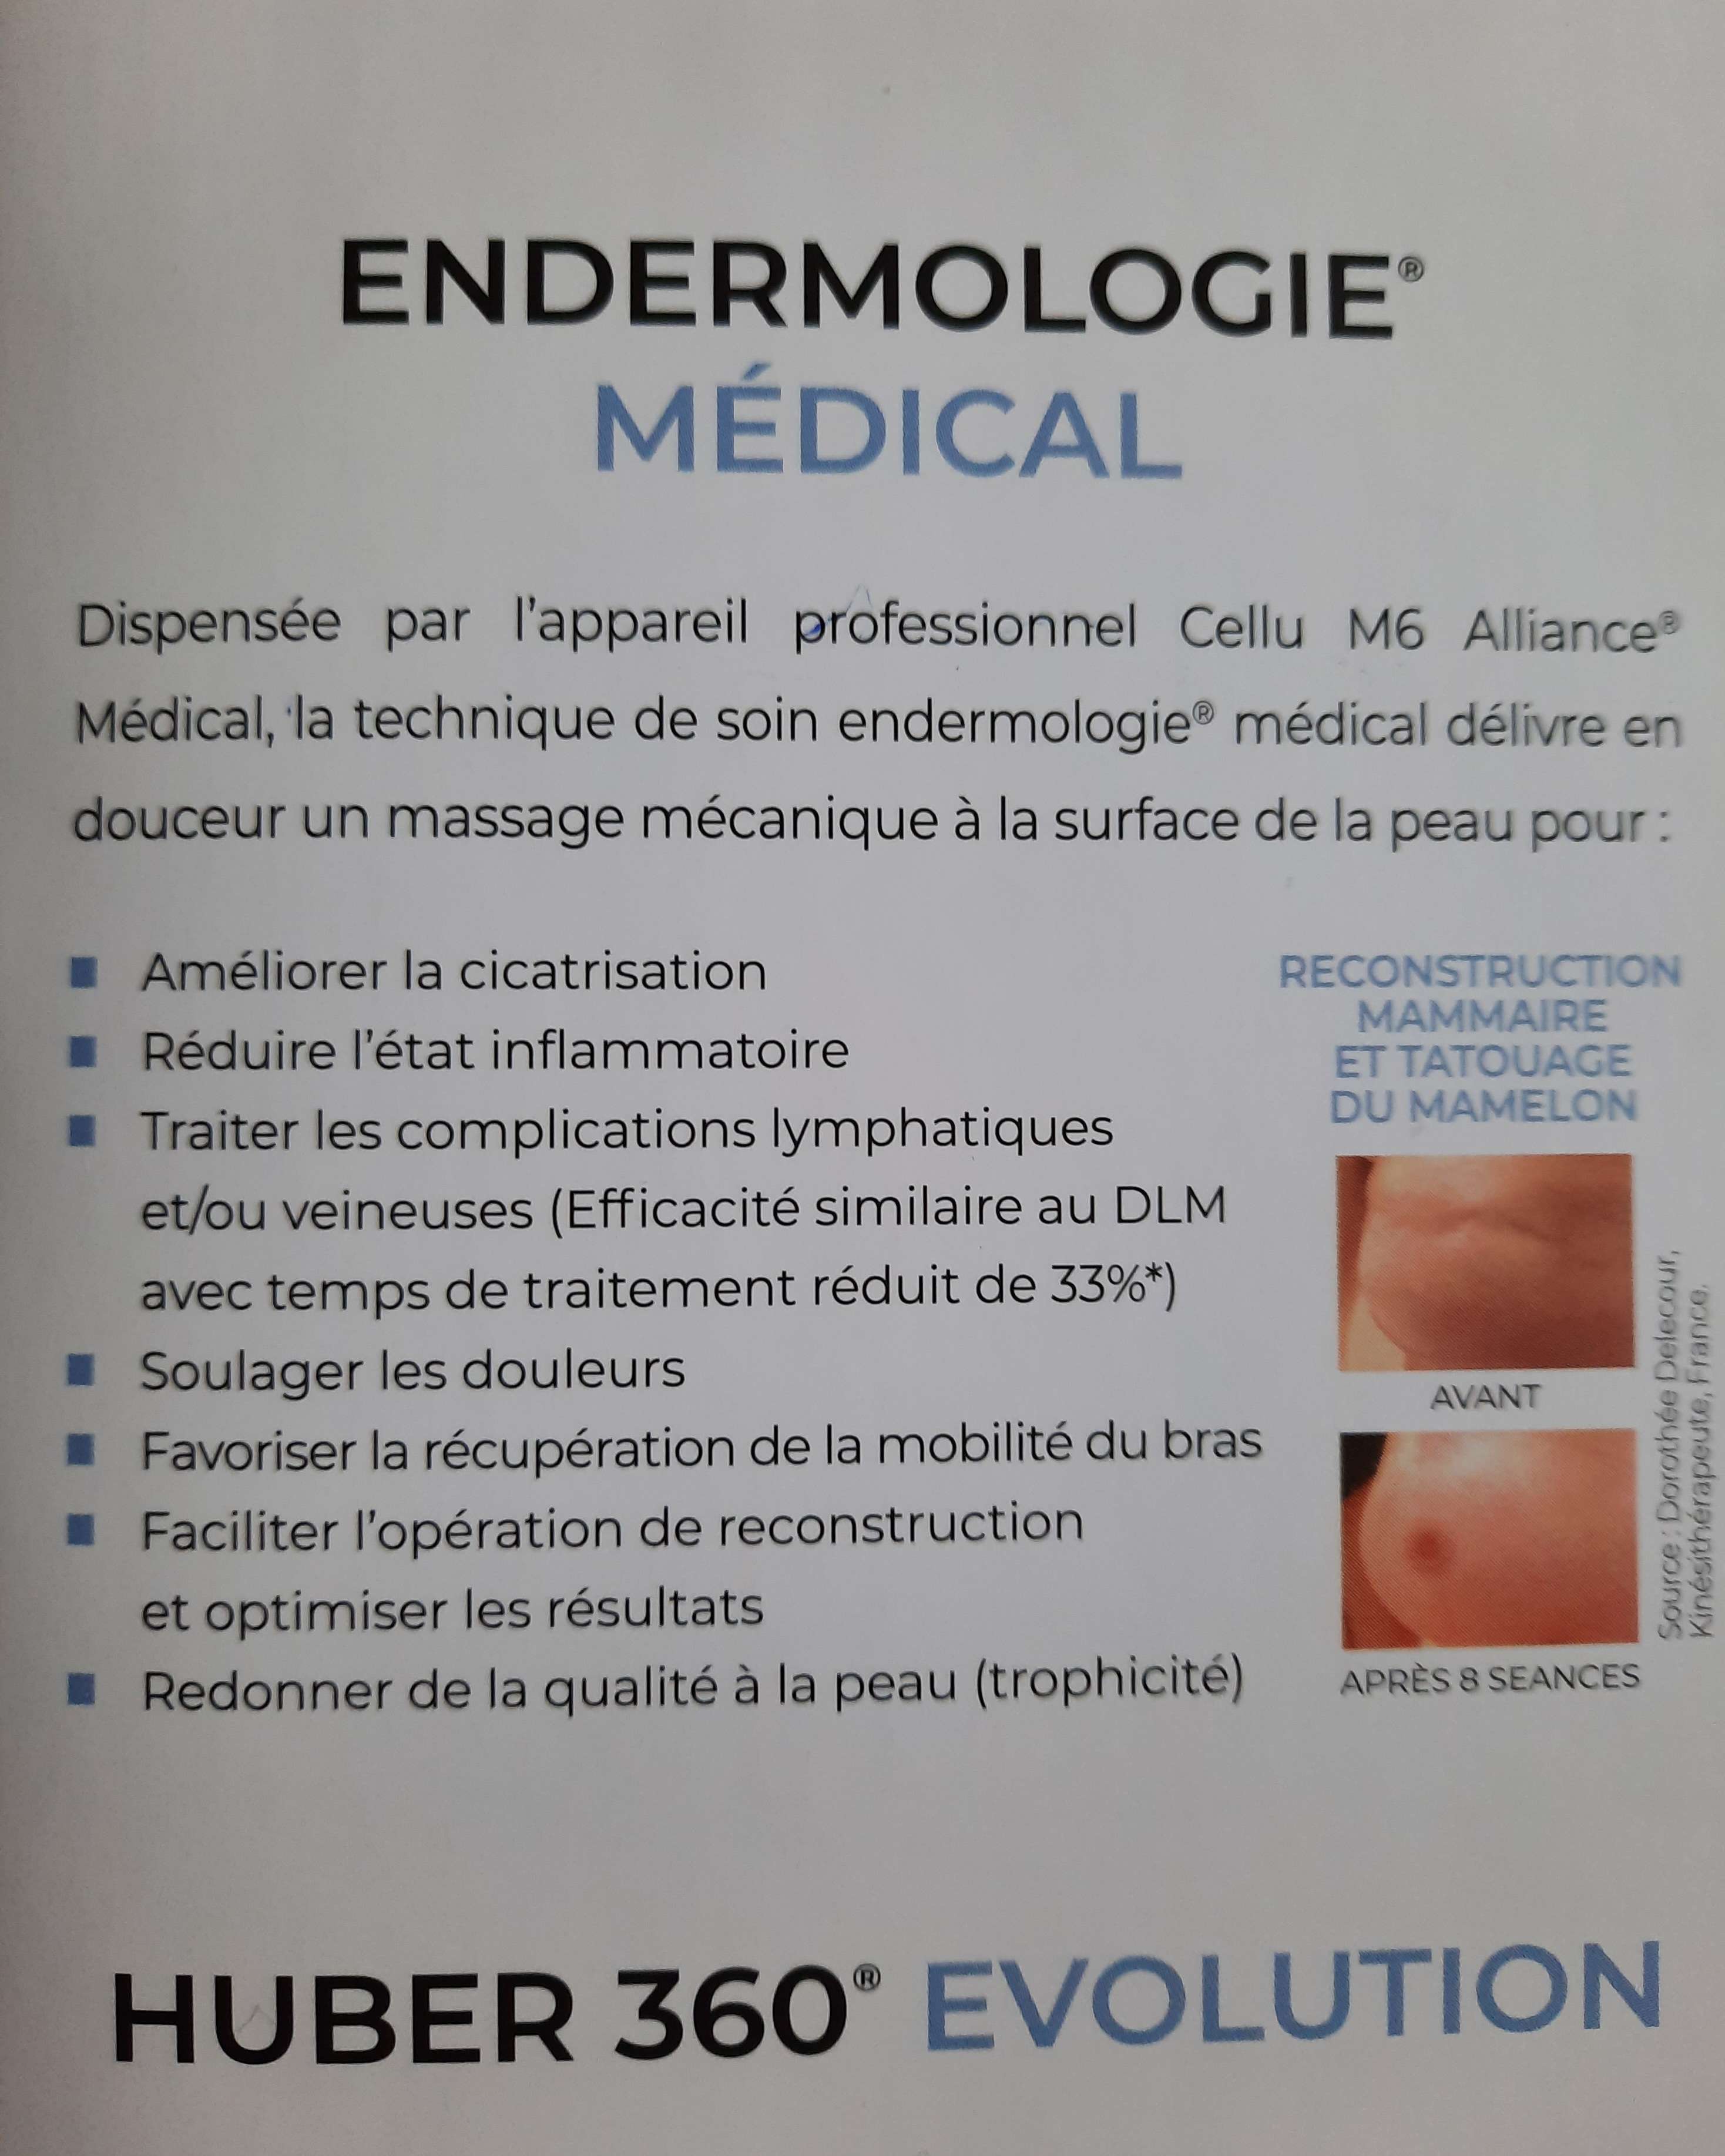 ENDERMOLOGIE®
MÉDICAL
Dispensée par l'appareil professionnel Cellu M6 Alliance®
Médical, la technique de soin endermologie® médical délivre en
douceur un massage mécanique à la surface de la peau pour :
Améliorer la cicatrisation
Réduire l'état inflammatoire
Traiter les complications lymphatiques
et/ou veineuses (Efficacité similaire au DLM
avec temps de traitement réduit de 33%*)
Soulager les douleurs
Favoriser la récupération de la mobilité du bras
Faciliter l'opération de reconstruction
et optimiser les résultats
Redonner de la qualité à la peau (trophicité)
RECONSTRUCTION
MAMMAIRE
ET TATOUAGE
DU MAMELON
AVANT
APRÈS 8 SEANCES
Source : Dorothée Delecour,
Kinésithérapeute, France.
HUBER 360® EVOLUTION